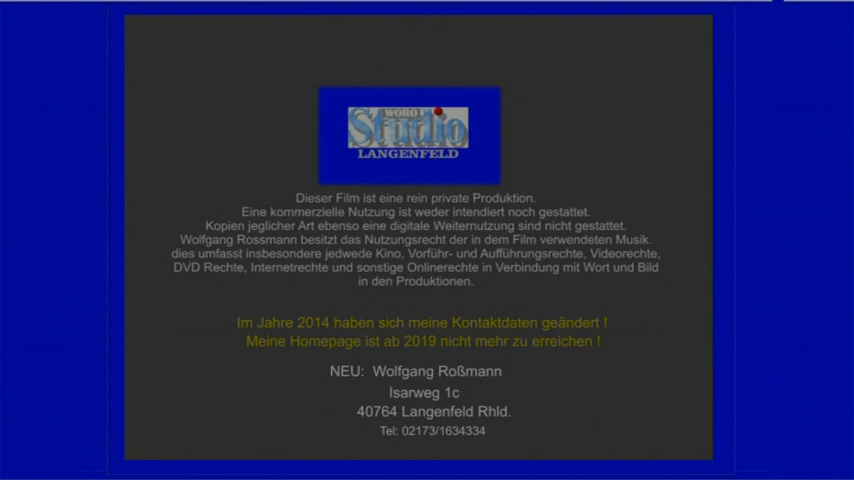 WORO
Studio
LANGENFELD
Dieser Film ist eine rein private Produktion.
Eine kommerzielle Nutzung ist weder intendiert noch gestattet.
Kopien jeglicher Art ebenso eine digitale Weiternutzung sind nicht gestattet.
Wolfgang Rossmann besitzt das Nutzungsrecht der in dem Film verwendeten Musik.
dies umfasst insbesondere jedwede Kino, Vorführ- und Aufführungsrechte, Videorechte,
DVD Rechte, Internetrechte und sonstige Onlinerechte in Verbindung mit Wort und Bild
in den Produktionen.
Im Jahre 2014 haben sich meine Kontaktdaten geändert !
Meine Homepage ist ab 2019 nicht mehr zu erreichen !
NEU: Wolfgang Roßmann
Isarweg 1c
40764 Langenfeld Rhld.
Tel: 02173/1634334